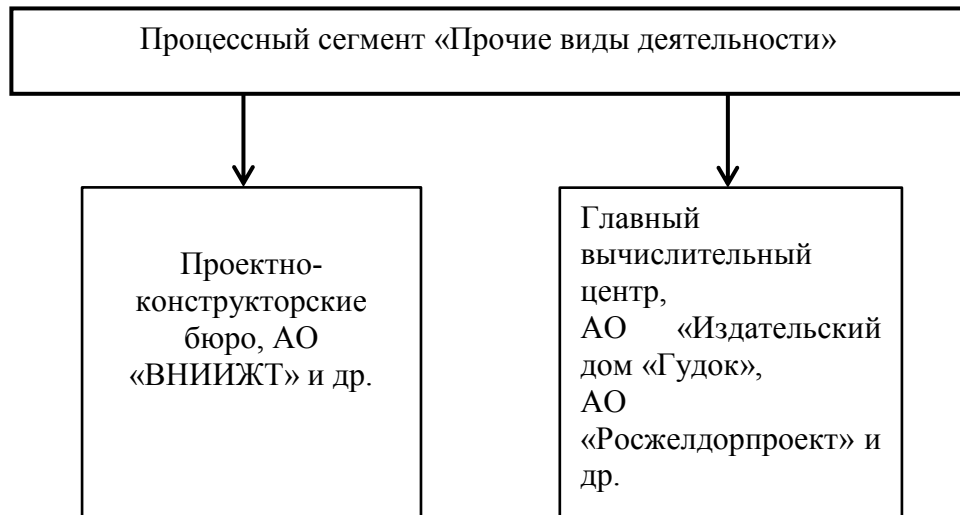 Процессный сегмент «Прочие виды деятельности»
Проектно-
конструкторские
бюро, АО
«ВНИИЖТ» и др.
Главный
вычислительный
центр,
АО «Издательский
дом «Гудок»,
АО
«Росжелдорпроект» и
др.